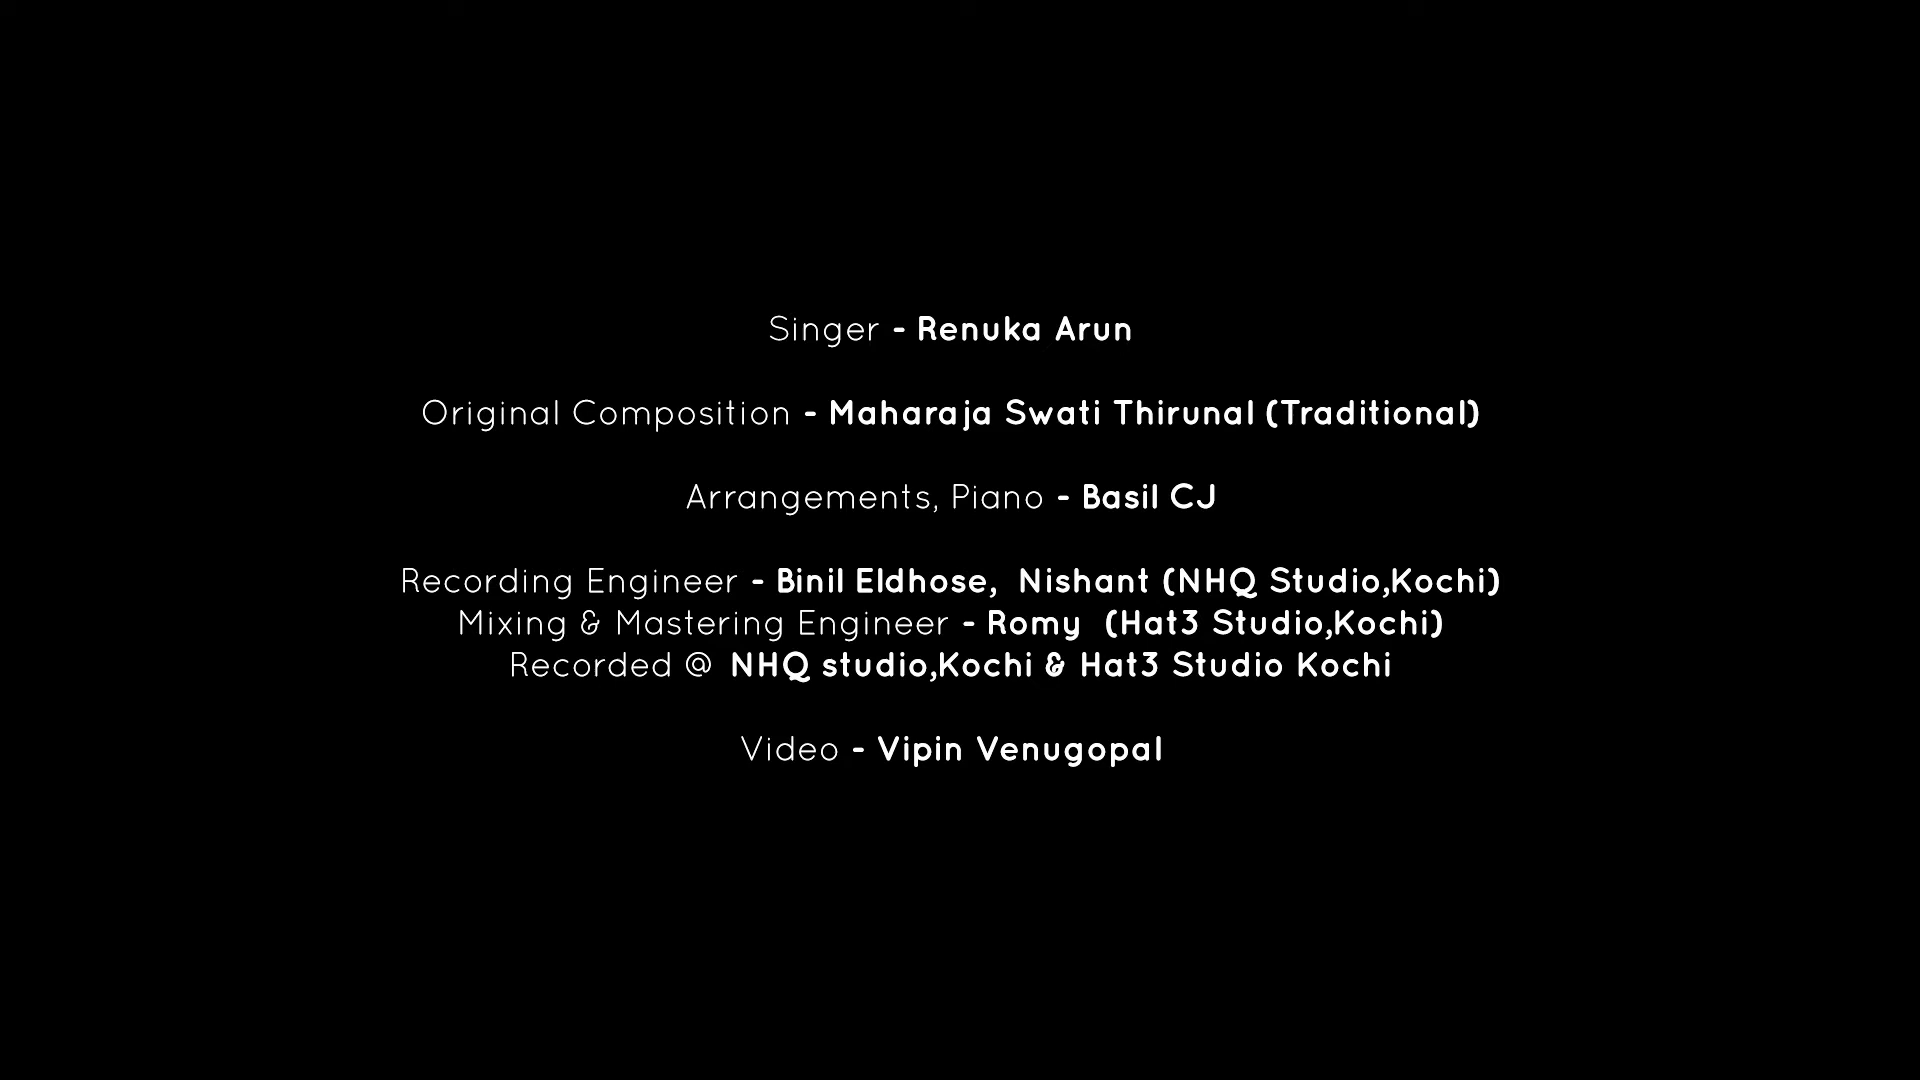 Singer - Renuka Arun
Original Composition - Maharaja Swati Thirunal (Traditional)
Arrangements, Piano - Basil CJ
Recording Engineer - Binil Eldhose,  Nishant (NHQ Studio,Kochi)
Mixing & Mastering Engineer - Romy  (Hat3 Studio,Kochi)
Recorded @  NHQ studio,Kochi & Hat3 Studio Kochi
Video - Vipin Venugopal